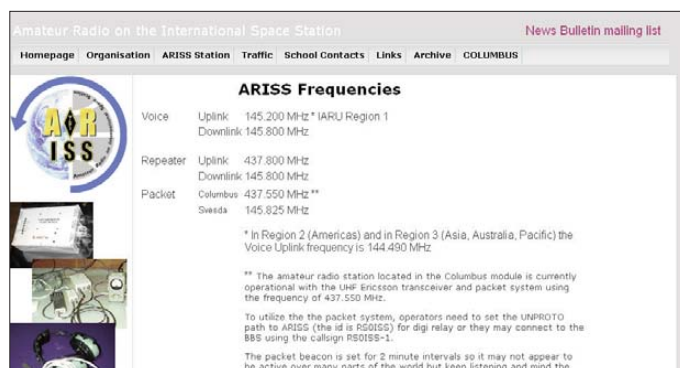 Amateur Radio on the International Space Station
News Bulletin mailing list
Homepage Organisation ARISS Station Traffic School Contacts Links Archive COLUMBUS
ARISS
ARISS Frequencies
Voice Uplink 145.200 MHz * IARU Region 1
Downlink 145.800 MHz
Repeater Uplink 437.800 MHz
Downlink 145.800 MHz
Packet Columbus 437.550 MHz **
Svesda 145.825 MHz
* In Region 2 (Americas) and in Region 3 (Asia, Australia, Pacific) the
Voice Uplink frequency is 144.490 MHz
** The amateur radio station located in the Columbus module is currently
operational with the UHF Ericsson transceiver and packet system using
the frequency of 437.550 MHz.
To utilize the the packet system, operators need to set the UNPROTO
path to ARISS (the id is RS0ISS) for digi relay or they may connect to the
BBS using the callsign RS0ISS-1.
The packet beacon is set for 2 minute intervals so it may not appear to
be active over many parts of the world but keep listening and mind the